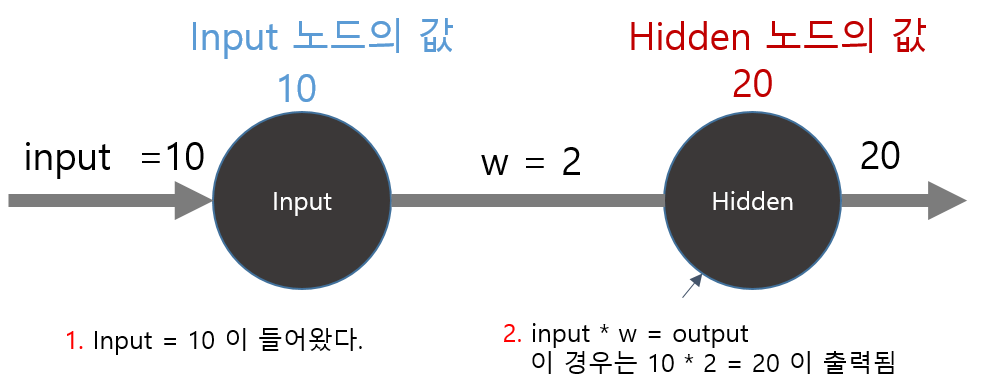 Input 노드의 값
10
Hidden 노드의 값
20
input =10
Input
w = 2
Hidden
20
1. Input = 10 이 들어왔다.
2. input * w = output
이 경우는 10 * 2 = 20 이 출력됨